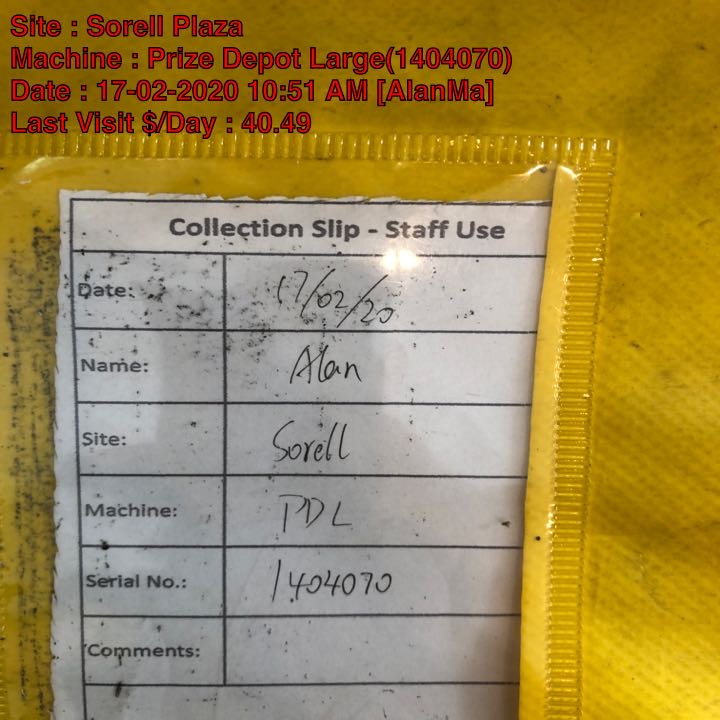 Site : Sorell Plaza
Machine : Prize Depot Large(1404070)
Date : 17-02-2020 10:51 AM [AlanMa]
Last Visit $/Day : 40.49
Collection Slip - Staff Use
Date: 17/02/20
Name: Alan
Site: Sorell
Machine: PDL
Serial No.: 1404070
Comments: